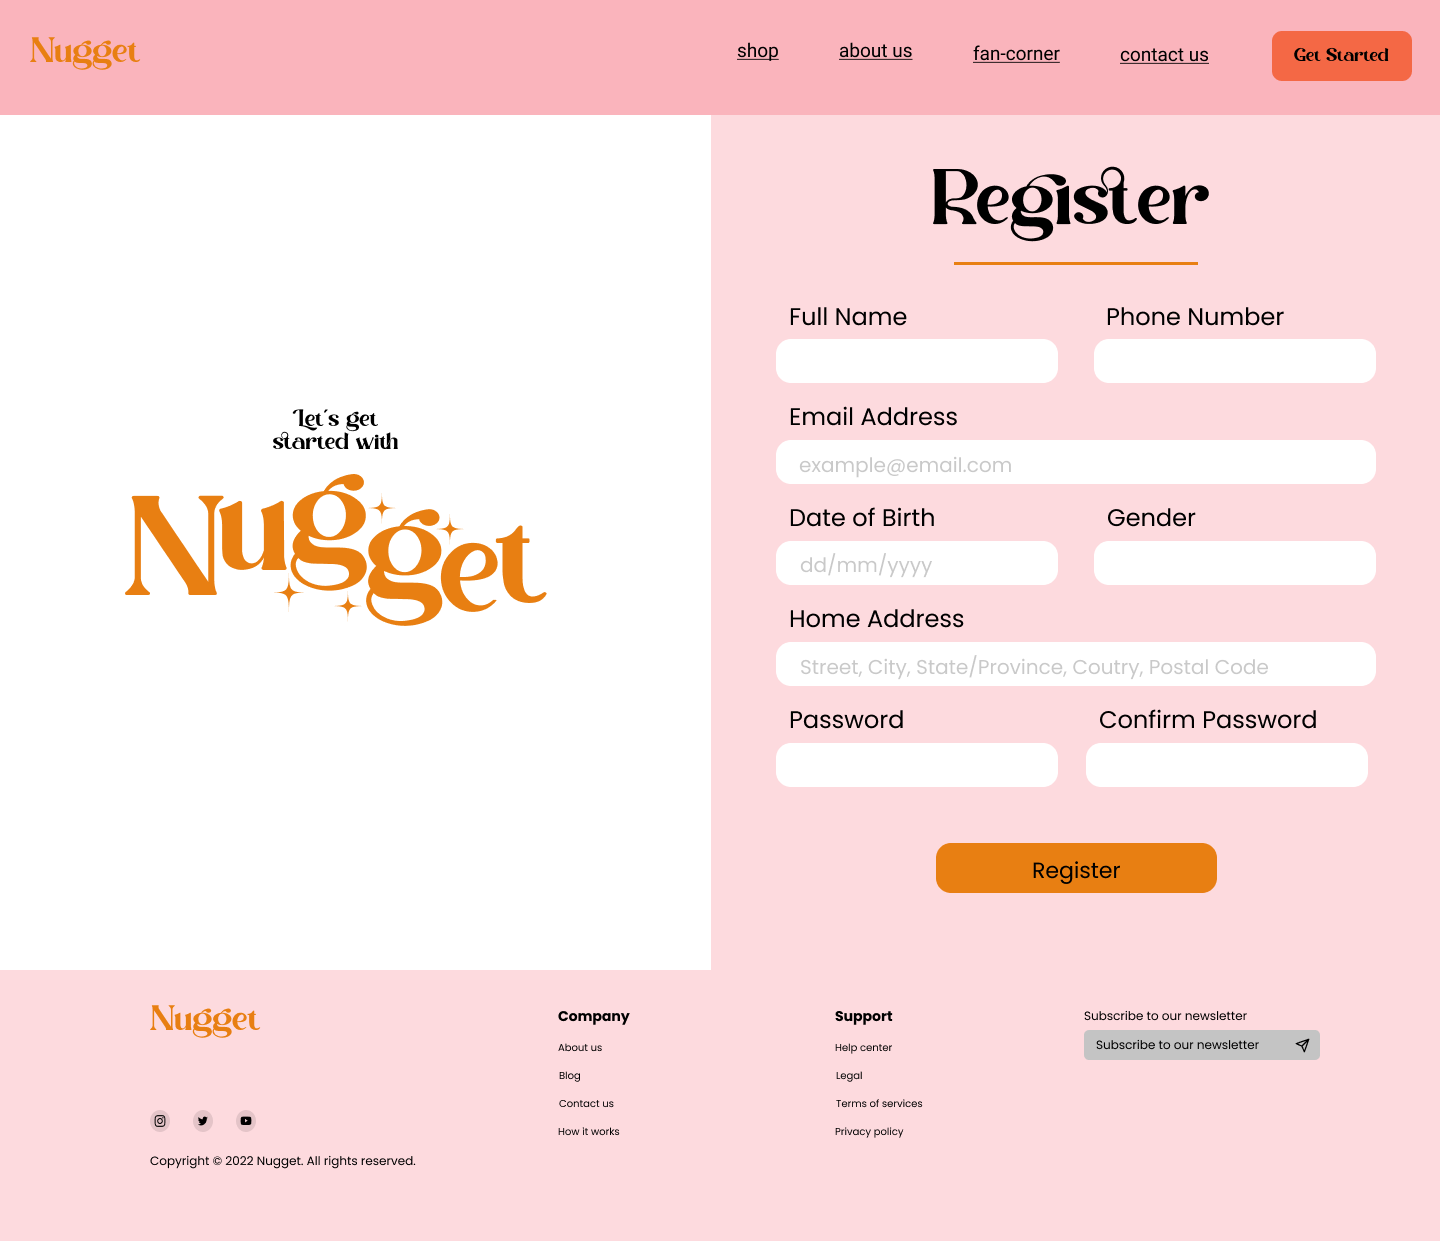 Nugget
shop about us fan-corner contact us Get Started
Let's get
started with
Nugget
Register
Full Name Phone Number
Email Address
example@email.com
Date of Birth Gender
dd/mm/yyyy
Home Address
Street, City, State/Province, Coutry, Postal Code
Password Confirm Password
Register
Nugget
Copyright © 2022 Nugget. All rights reserved.
Company
About us
Blog
Contact us
How it works
Support
Help center
Legal
Terms of services
Privacy policy
Subscribe to our newsletter
Subscribe to our newsletter